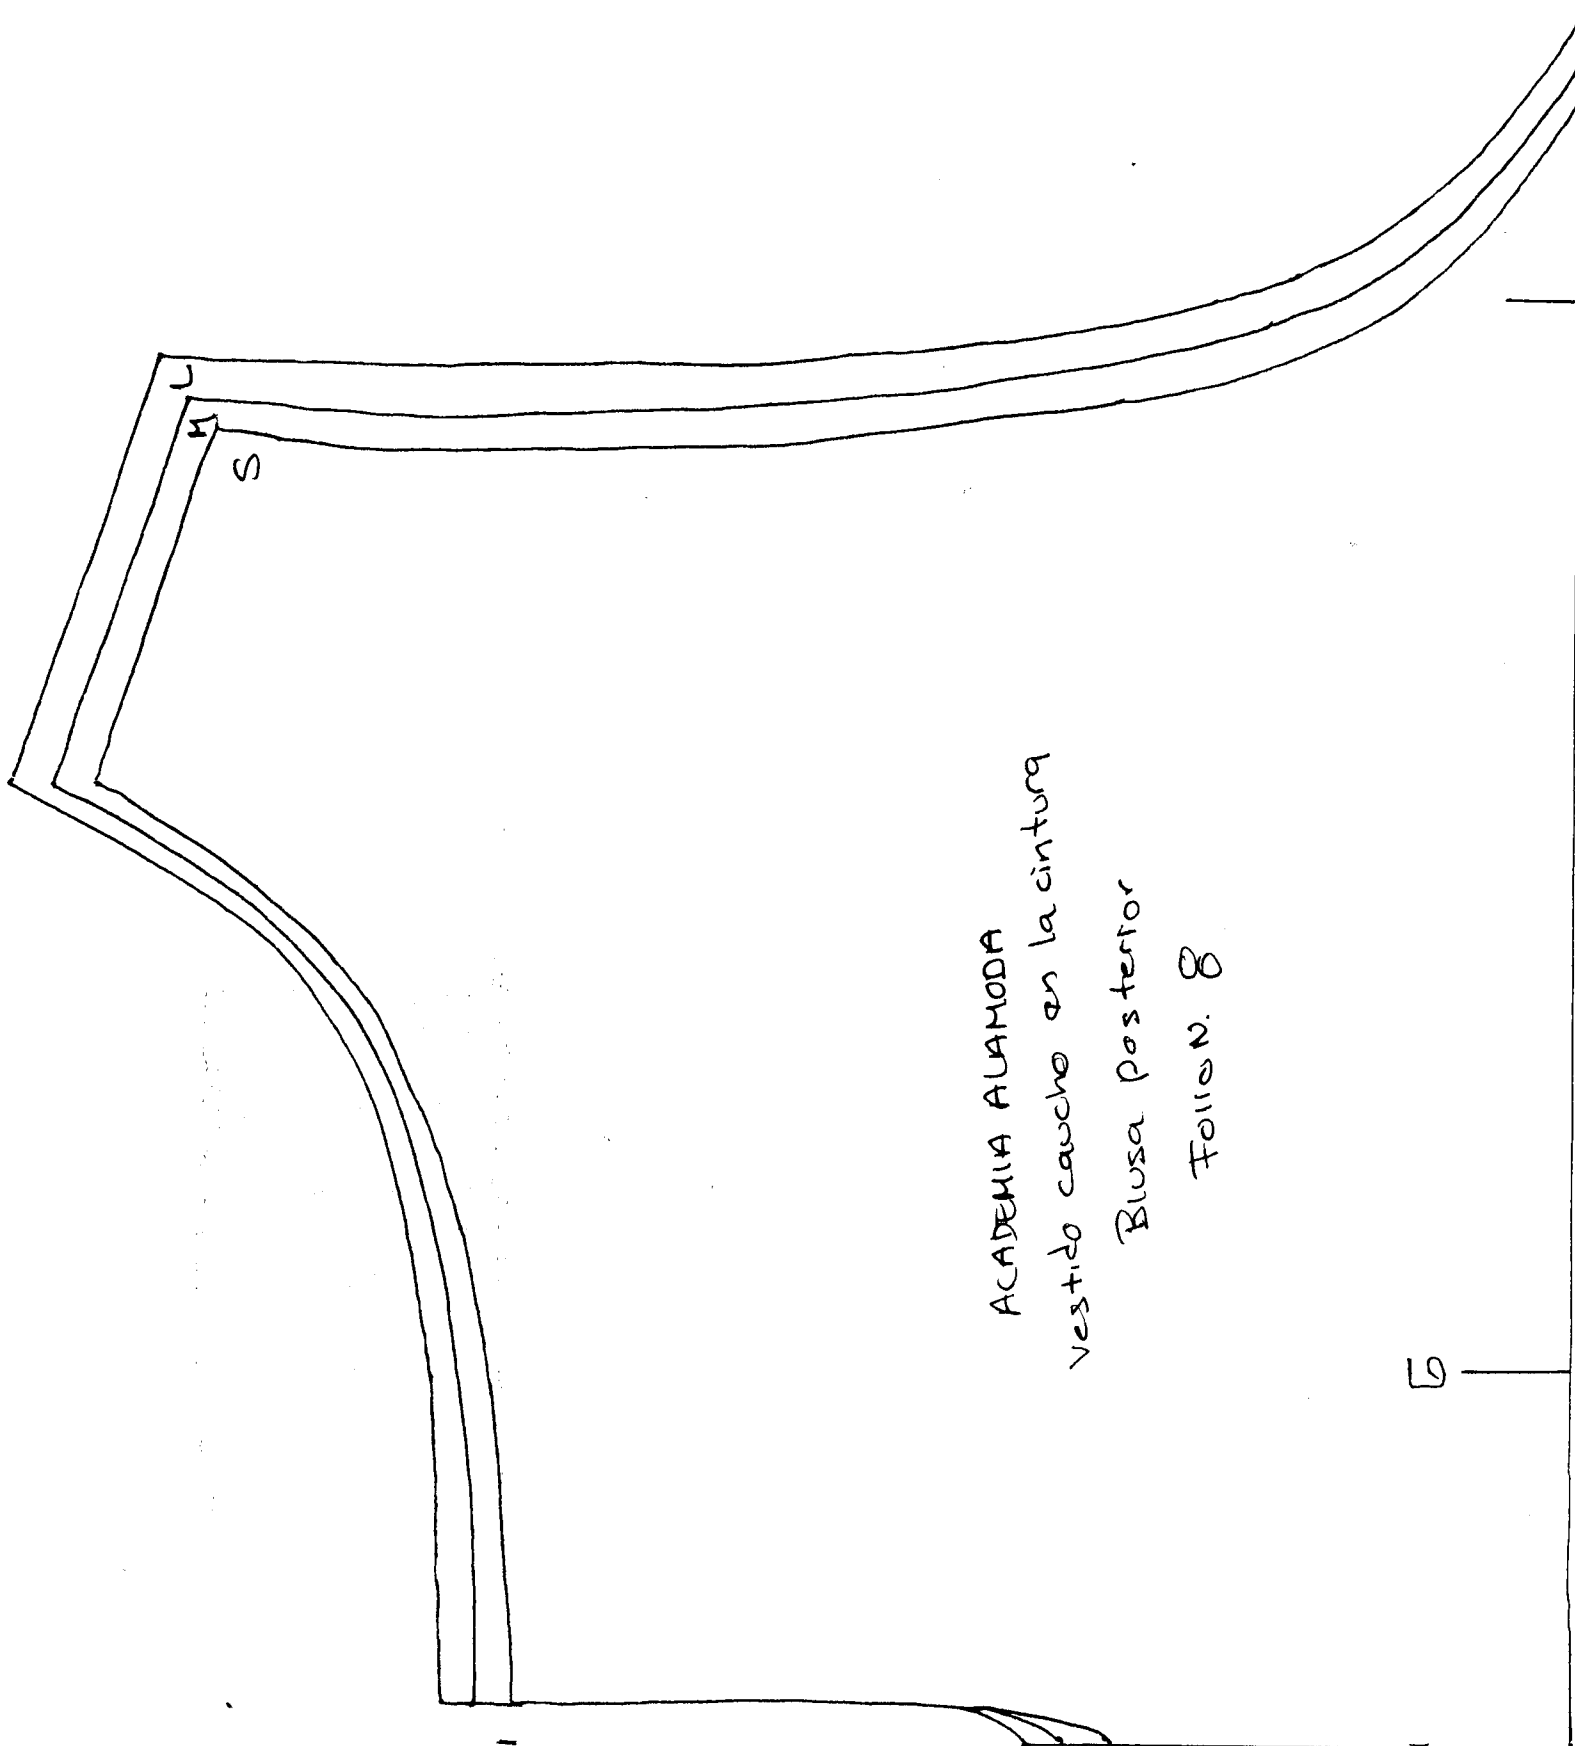 L
M
S
ACADEMIA ALAMODA
vestido caucho en la cintura
Blusa posterior
Folio N. 8
G